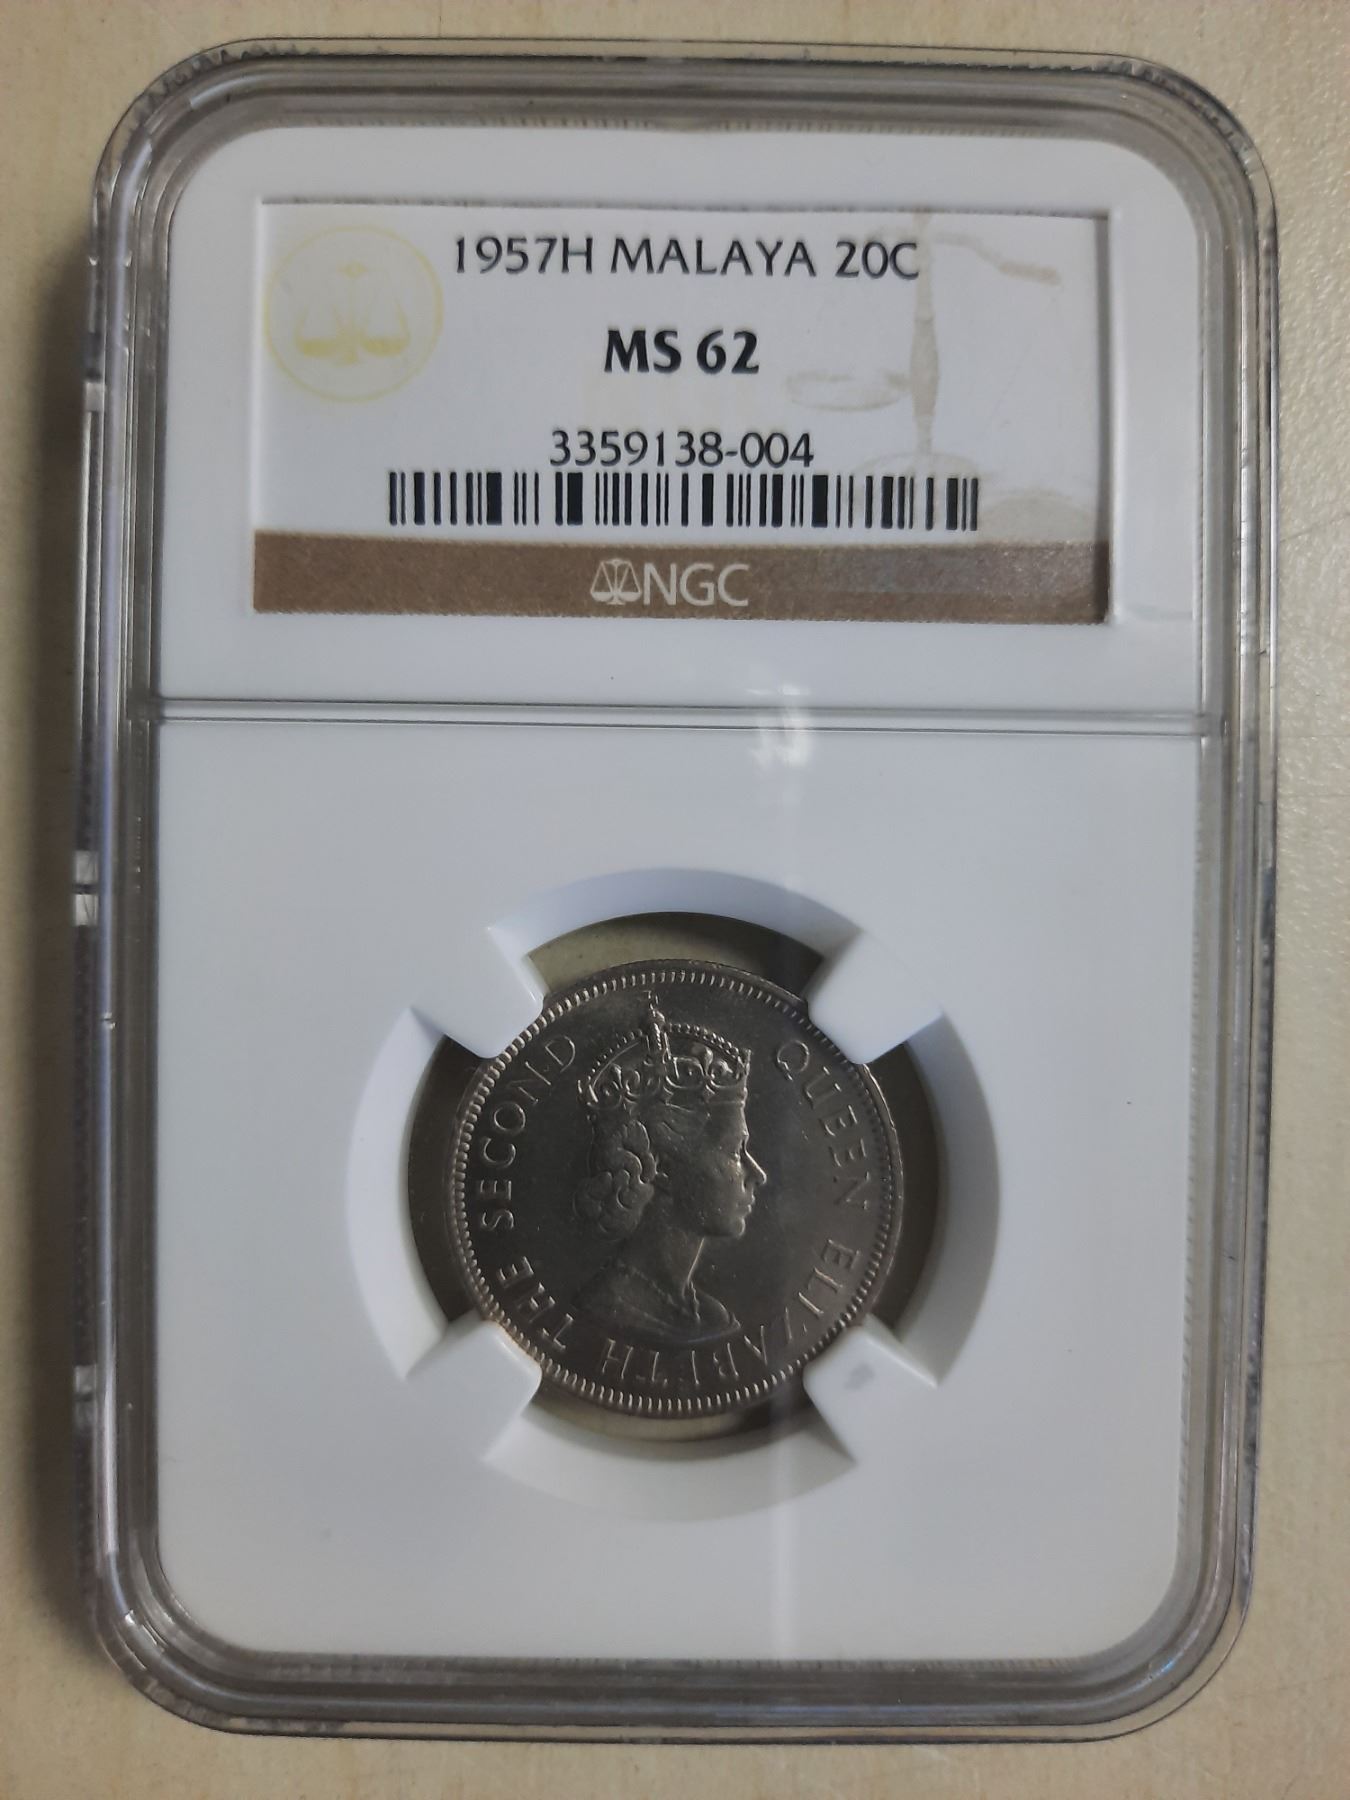 1957H MALAYA 20C
MS 62
3359138-004
NGC
QUEEN ELIZABETH THE SECOND